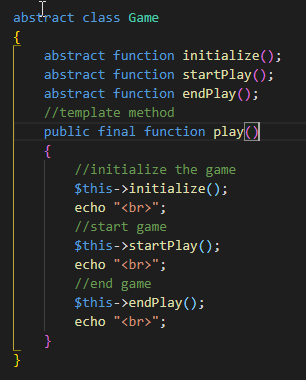 abstract class Game
{
    abstract function initialize();
    abstract function startPlay();
    abstract function endPlay();
    //template method
    public final function play()
    {
        //initialize the game
        $this->initialize();
        echo "<br>";
        //start game
        $this->startPlay();
        echo "<br>";
        //end game
        $this->endPlay();
        echo "<br>";
    }
}